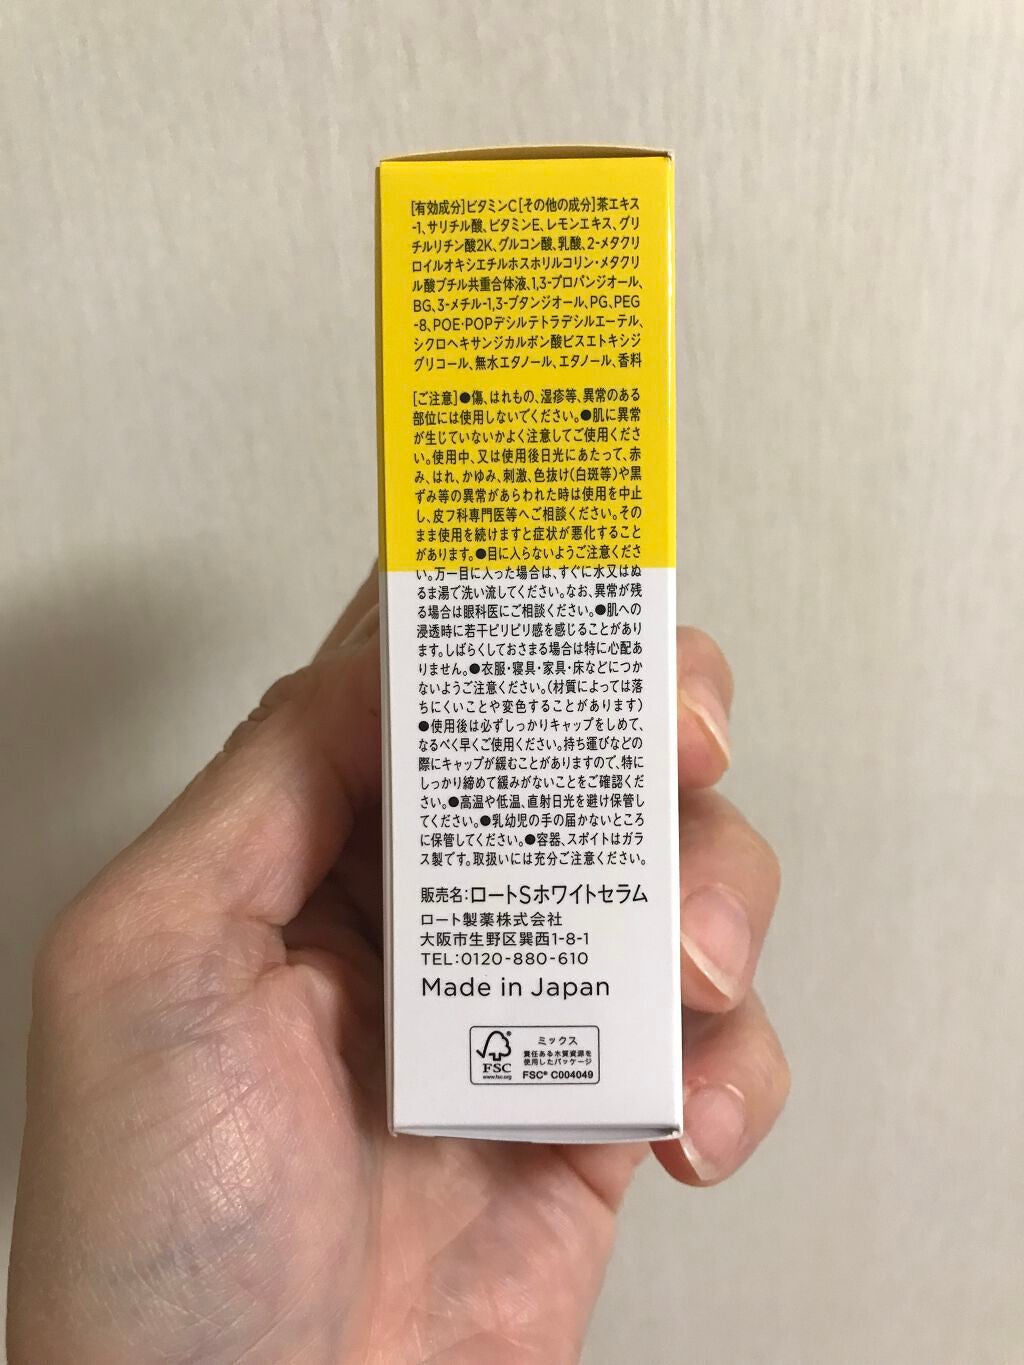 [有効成分]ビタミンC[その他の成分]茶エキス
-1、サリチル酸、ビタミンE、レモンエキス、グリ
チルリチン酸2K、グルコン酸、乳酸、2-メタクリ
ロイルオキシエチルホスホリルコリン・メタクリ
ル酸ブチル共重合体液、1,3-プロパンジオール、
BG、3-メチル-1,3-ブタンジオール、PG、PEG
-8、POE・POPデシルテトラデシルエーテル、
シクロヘキサンジカルボン酸ビスエトキシジ
グリコール、無水エタノール、エタノール、香料
[ご注意]●傷、はれもの、湿疹等、異常のある
部位には使用しないでください。●肌に異常
が生じていないかよく注意してご使用くださ
い。使用中、又は使用後日光にあたって、赤
み、はれ、かゆみ、刺激、色抜け(白斑等)や黒
ずみ等の異常があらわれた時は使用を中止
し、皮フ科専門医等へご相談ください。その
まま使用を続けますと症状が悪化すること
があります。●目に入らないようご注意くださ
い。万一目に入った場合は、すぐに水又はぬ
るま湯で洗い流してください。なお、異常が残
る場合は眼科医にご相談ください。●肌への
浸透時に若干ピリピリ感を感じることがあり
ます。しばらくしておさまる場合は特に心配あ
りません。●衣服・寝具・家具・床などにつか
ないようご注意ください。(材質によっては落
ちにくいことや変色することがあります)
●使用後は必ずしっかりキャップをしめて、
なるべく早くご使用ください。持ち運びなどの
際にキャップが緩むことがありますので、特に
しっかり締めて緩みがないことをご確認くだ
さい。●高温や低温、直射日光を避け保管し
てください。●乳幼児の手の届かないところ
に保管してください。●容器、スポイトはガラ
ス製です。取扱いには充分ご注意ください。
販売名:ロートSホワイトセラム
ロート製薬株式会社
大阪市生野区巽西1-8-1
TEL:0120-880-610
Made in Japan
ミックス
責任ある木質資源を
使用したパッケージ
FSC
www.fsc.org
FSC® C004049